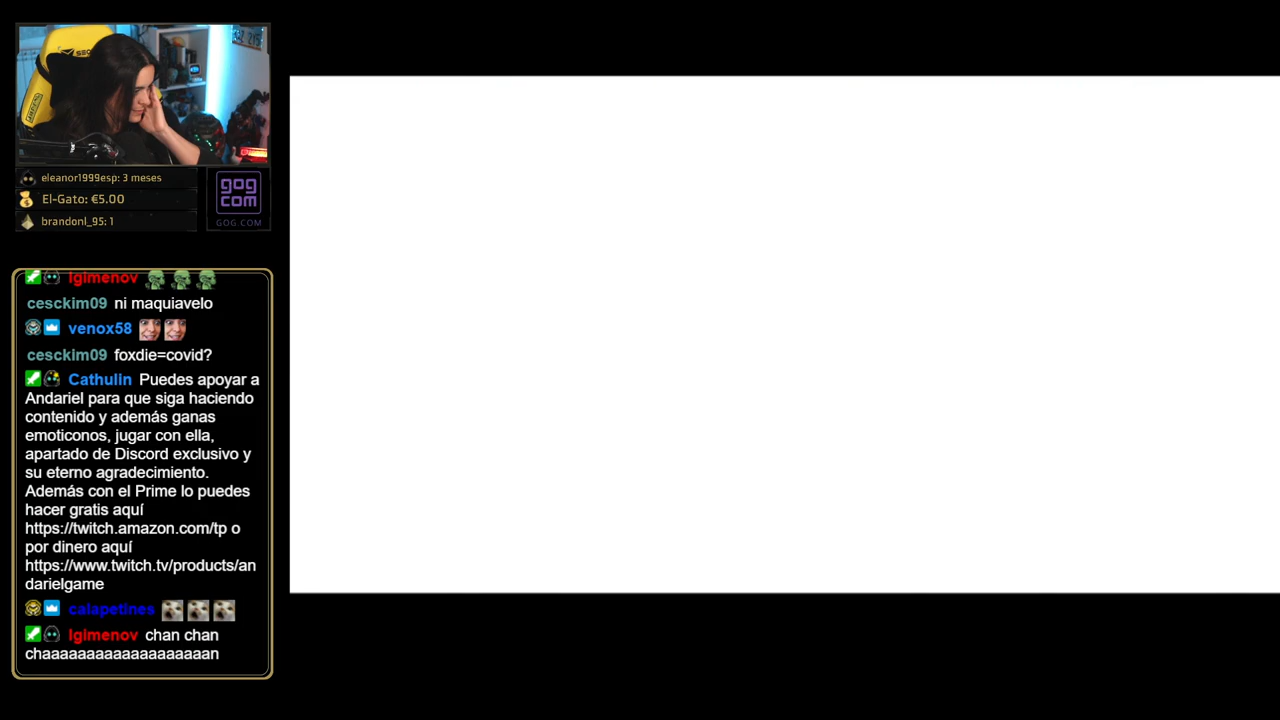 eleanor1999esp: 3 meses
El-Gato: €5.00
brandonl_95: 1
gog
com
GOG.COM
lgimenov
cesckim09 ni maquiavelo
venox58
cesckim09 foxdie=covid?
Cathulin Puedes apoyar a
Andariel para que siga haciendo
contenido y además ganas
emoticonos, jugar con ella,
apartado de Discord exclusivo y
su eterno agradecimiento.
Además con el Prime lo puedes
hacer gratis aquí
https://twitch.amazon.com/tp o
por dinero aquí
https://www.twitch.tv/products/an
darielgame
calapetines
lgimenov chan chan
chaaaaaaaaaaaaaaaaaaan